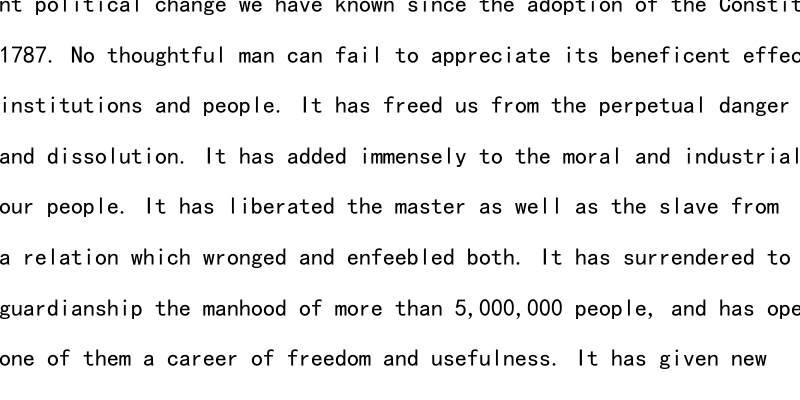 nt political change we have known since the adoption of the Constit
1787. No thoughtful man can fail to appreciate its beneficent effec
institutions and people. It has freed us from the perpetual danger
and dissolution. It has added immensely to the moral and industrial
our people. It has liberated the master as well as the slave from
a relation which wronged and enfeebled both. It has surrendered to
guardianship the manhood of more than 5,000,000 people, and has ope
one of them a career of freedom and usefulness. It has given new